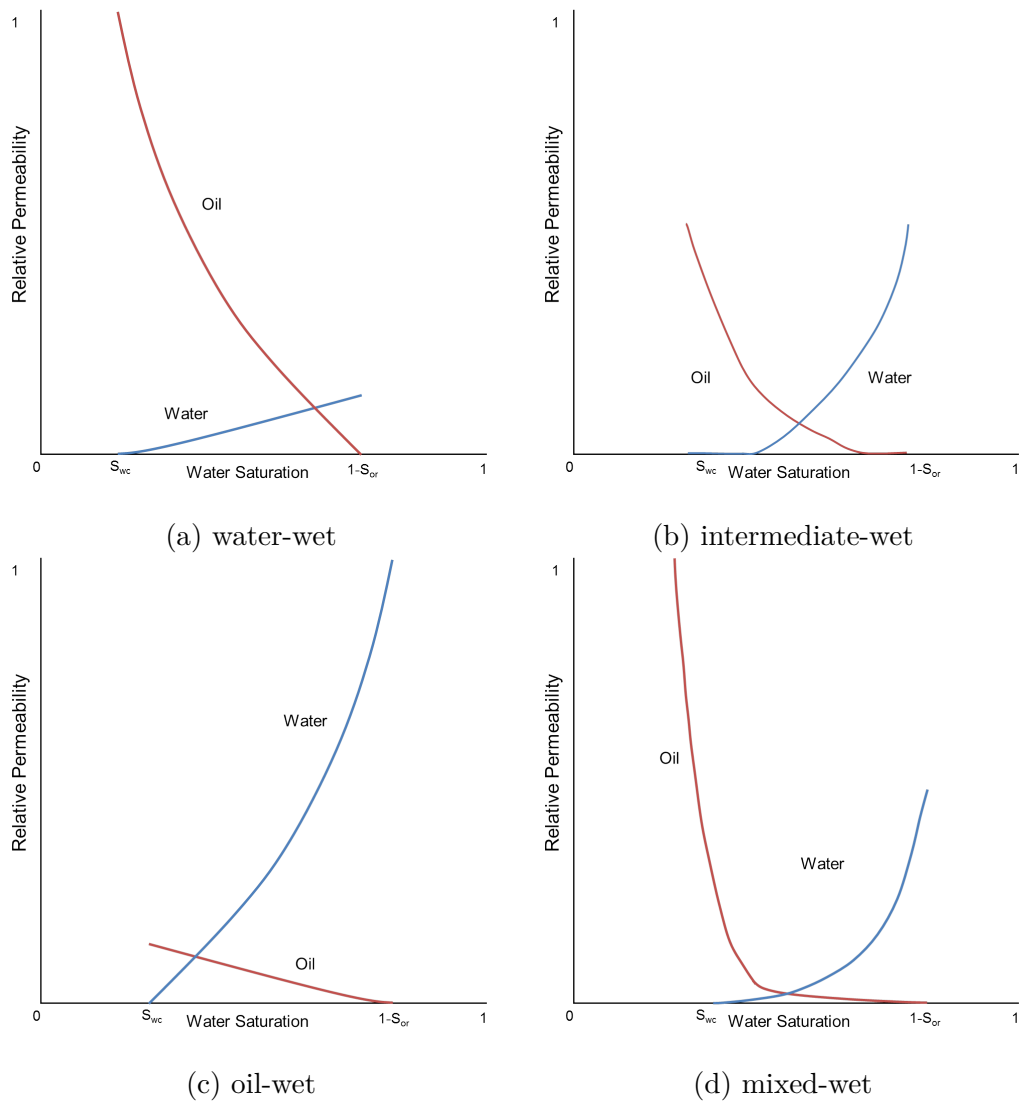 1
Relative Permeability
Oil
Water
0
Swc
Water Saturation
1-Sor
1
(a) water-wet
1
Relative Permeability
Oil
Water
0
Swc
Water Saturation
1-Sor
1
(b) intermediate-wet
1
Relative Permeability
Water
Oil
0
Swc
Water Saturation
1-Sor
1
(c) oil-wet
1
Relative Permeability
Oil
Water
0
Swc
Water Saturation
1-Sor
1
(d) mixed-wet